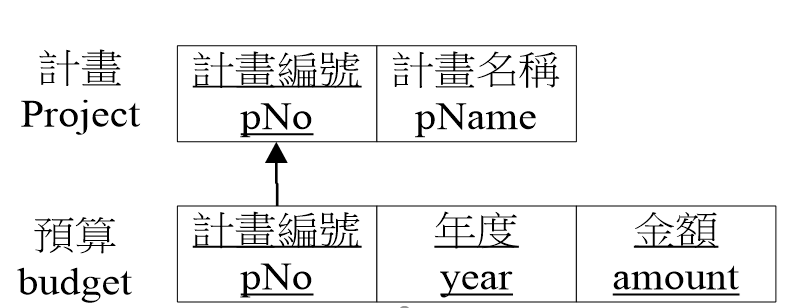 計畫
Project
計畫編號 計畫名稱
pNo pName
預算
budget
計畫編號 年度 金額
pNo year amount